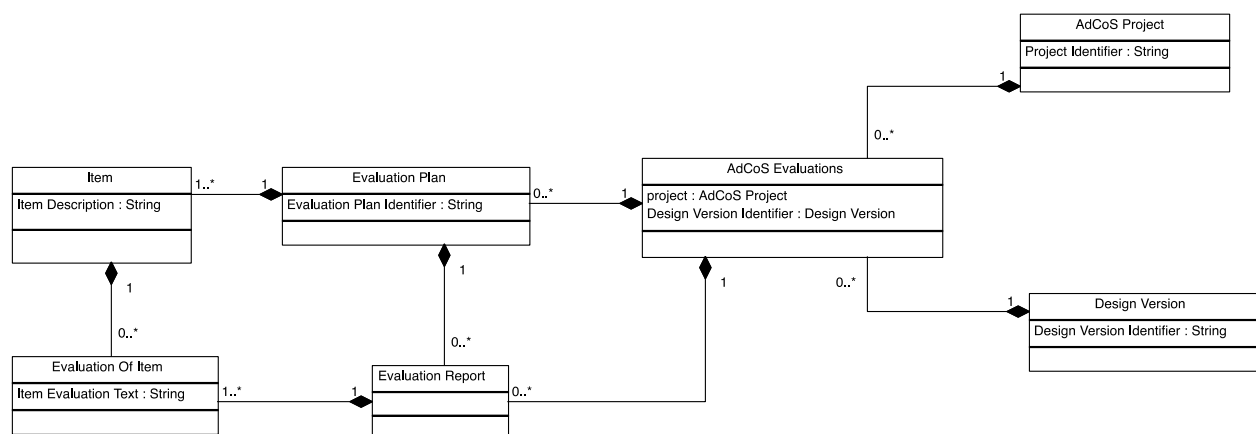 AdCoS Project
Project Identifier : String
1
0..*
Item
Item Description : String
1..*
1
Evaluation Plan
Evaluation Plan Identifier : String
0..*
1
AdCoS Evaluations
project : AdCoS Project
Design Version Identifier : Design Version
1
1
1
0..*
1
Design Version
Design Version Identifier : String
0..*
0..*
Evaluation Of Item
Item Evaluation Text : String
1..*
1
Evaluation Report
0..*